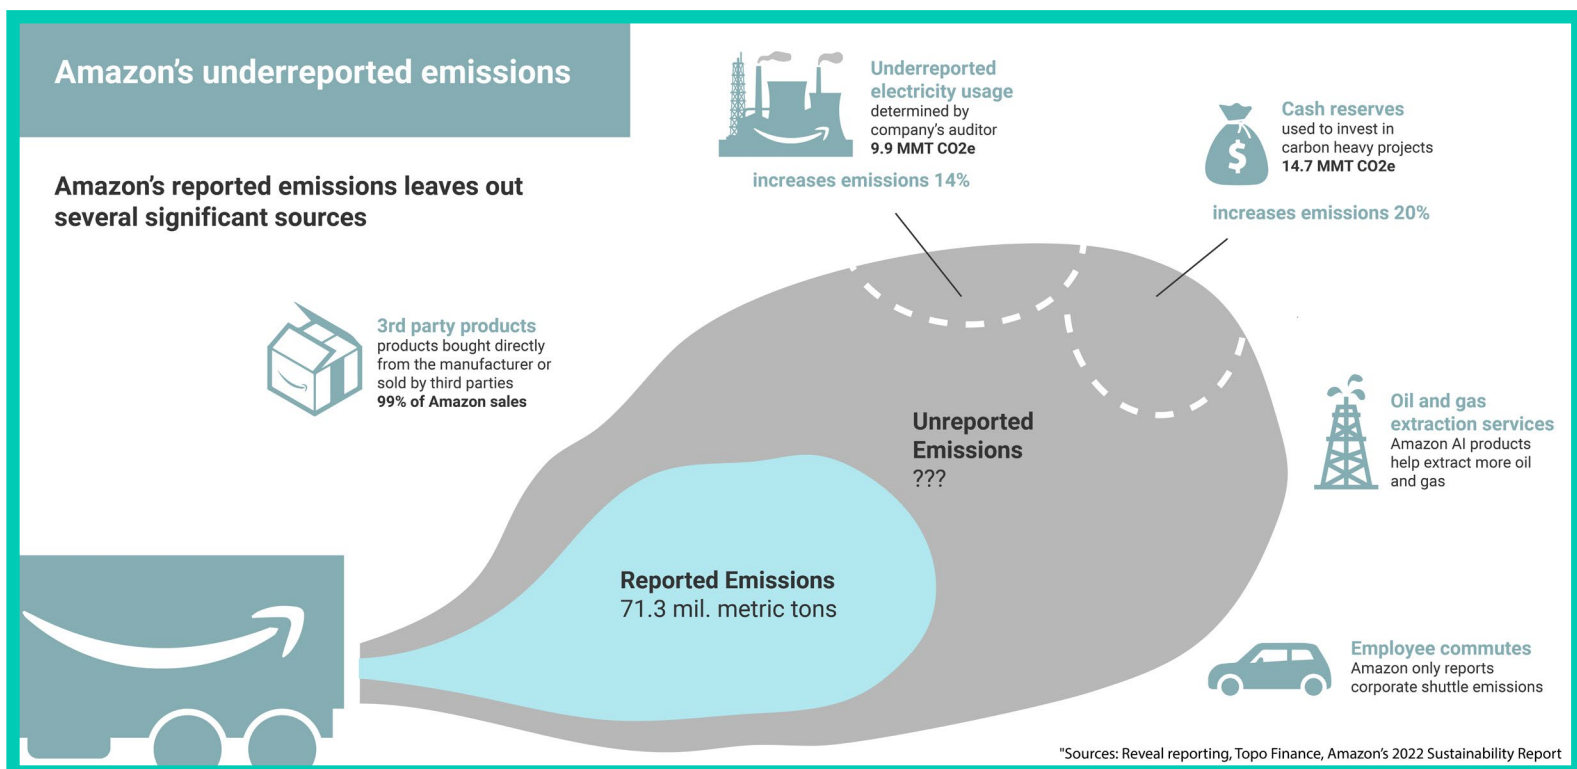 Amazon's underreported emissions
Amazon's reported emissions leaves out
several significant sources
Underreported
electricity usage
determined by
company's auditor
9.9 MMT CO2e
increases emissions 14%
Cash reserves
used to invest in
carbon heavy projects
14.7 MMT CO2e
increases emissions 20%
$
3rd party products
products bought directly
from the manufacturer or
sold by third parties
99% of Amazon sales
Unreported
Emissions
???
Oil and gas
extraction services
Amazon AI products
help extract more oil
and gas
Reported Emissions
71.3 mil. metric tons
Employee commutes
Amazon only reports
corporate shuttle emissions
"Sources: Reveal reporting, Topo Finance, Amazon's 2022 Sustainability Report